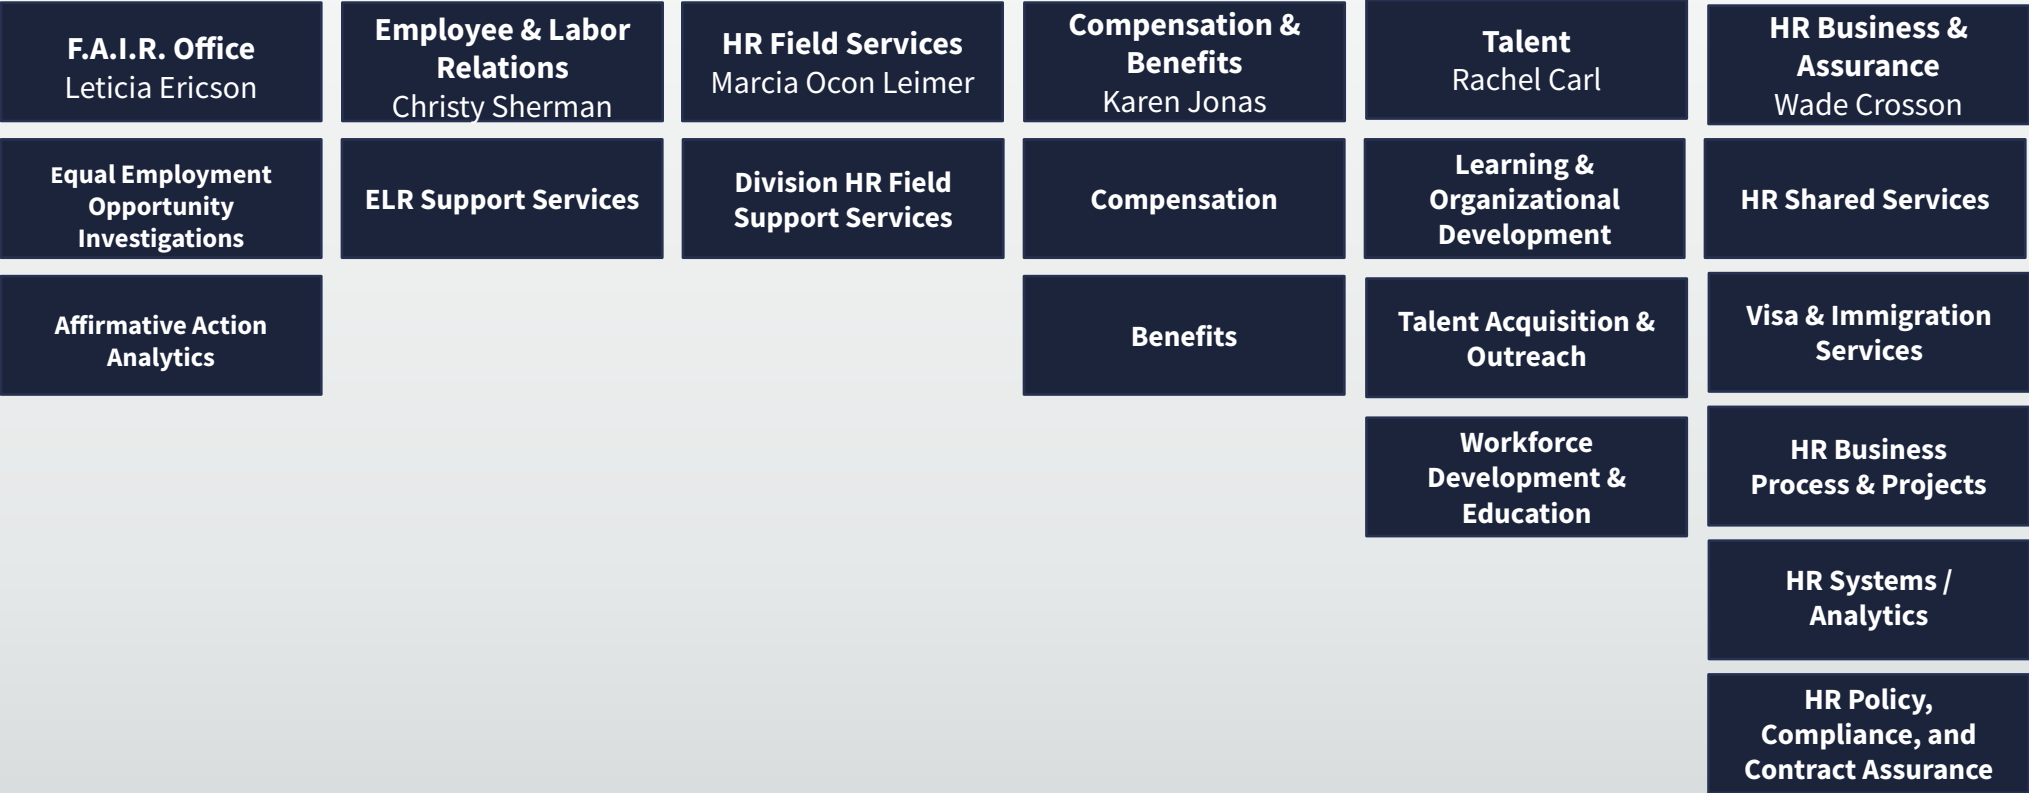 F.A.I.R. Office
Leticia Ericson
Employee & Labor
Relations
Christy Sherman
HR Field Services
Marcia Ocon Leimer
Compensation &
Benefits
Karen Jonas
Talent
Rachel Carl
HR Business &
Assurance
Wade Crosson
Equal Employment
Opportunity
Investigations
ELR Support Services
Division HR Field
Support Services
Compensation
Learning &
Organizational
Development
HR Shared Services
Affirmative Action
Analytics
Benefits
Talent Acquisition &
Outreach
Visa & Immigration
Services
Workforce
Development &
Education
HR Business
Process & Projects
HR Systems /
Analytics
HR Policy,
Compliance, and
Contract Assurance